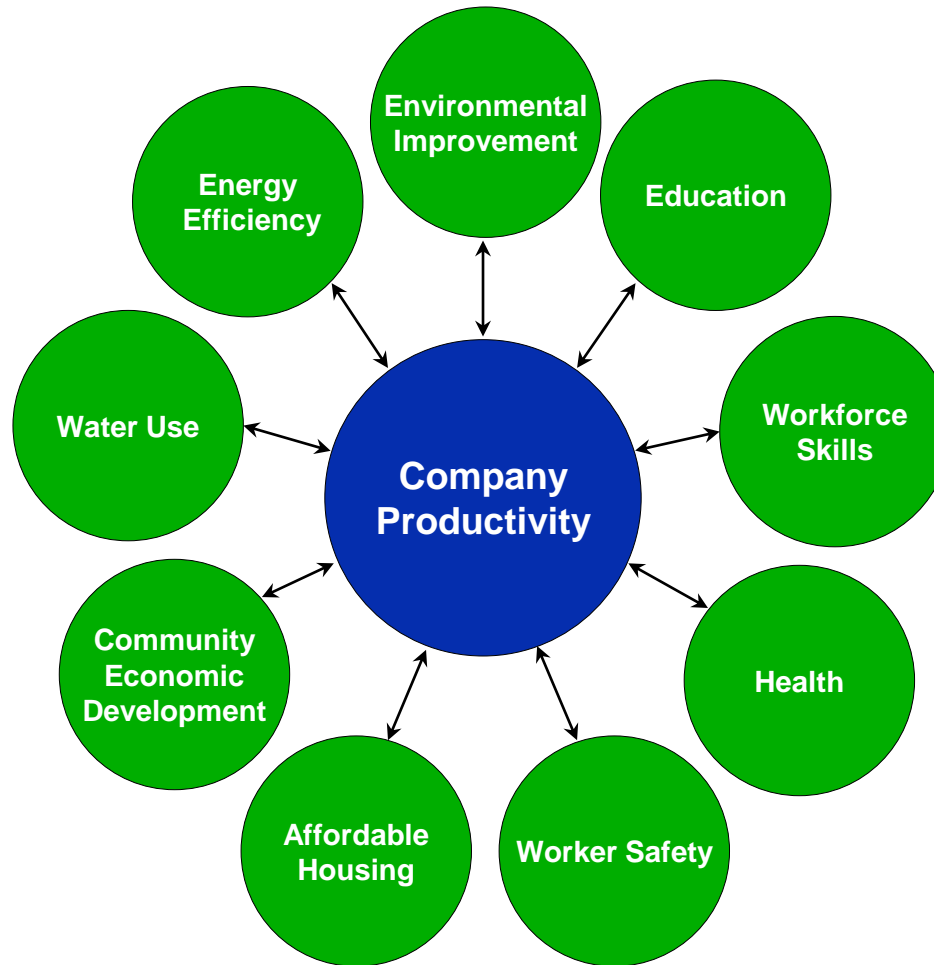 Environmental
Improvement
Education
Workforce
Skills
Health
Worker Safety
Affordable
Housing
Community
Economic
Development
Water Use
Energy
Efficiency
Company
Productivity